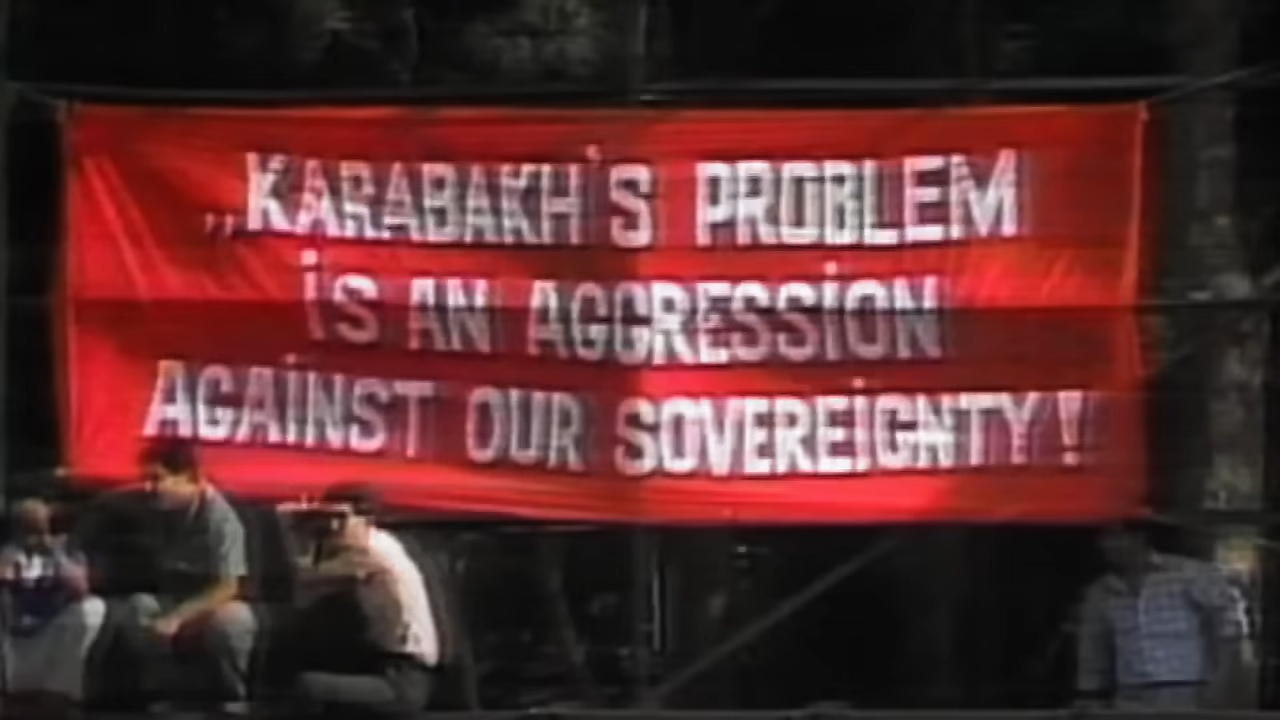 „KARABAKH'S PROBLEM
iS AN AGGRESSiON
AGAiNST OUR SOVEREiGNTY!